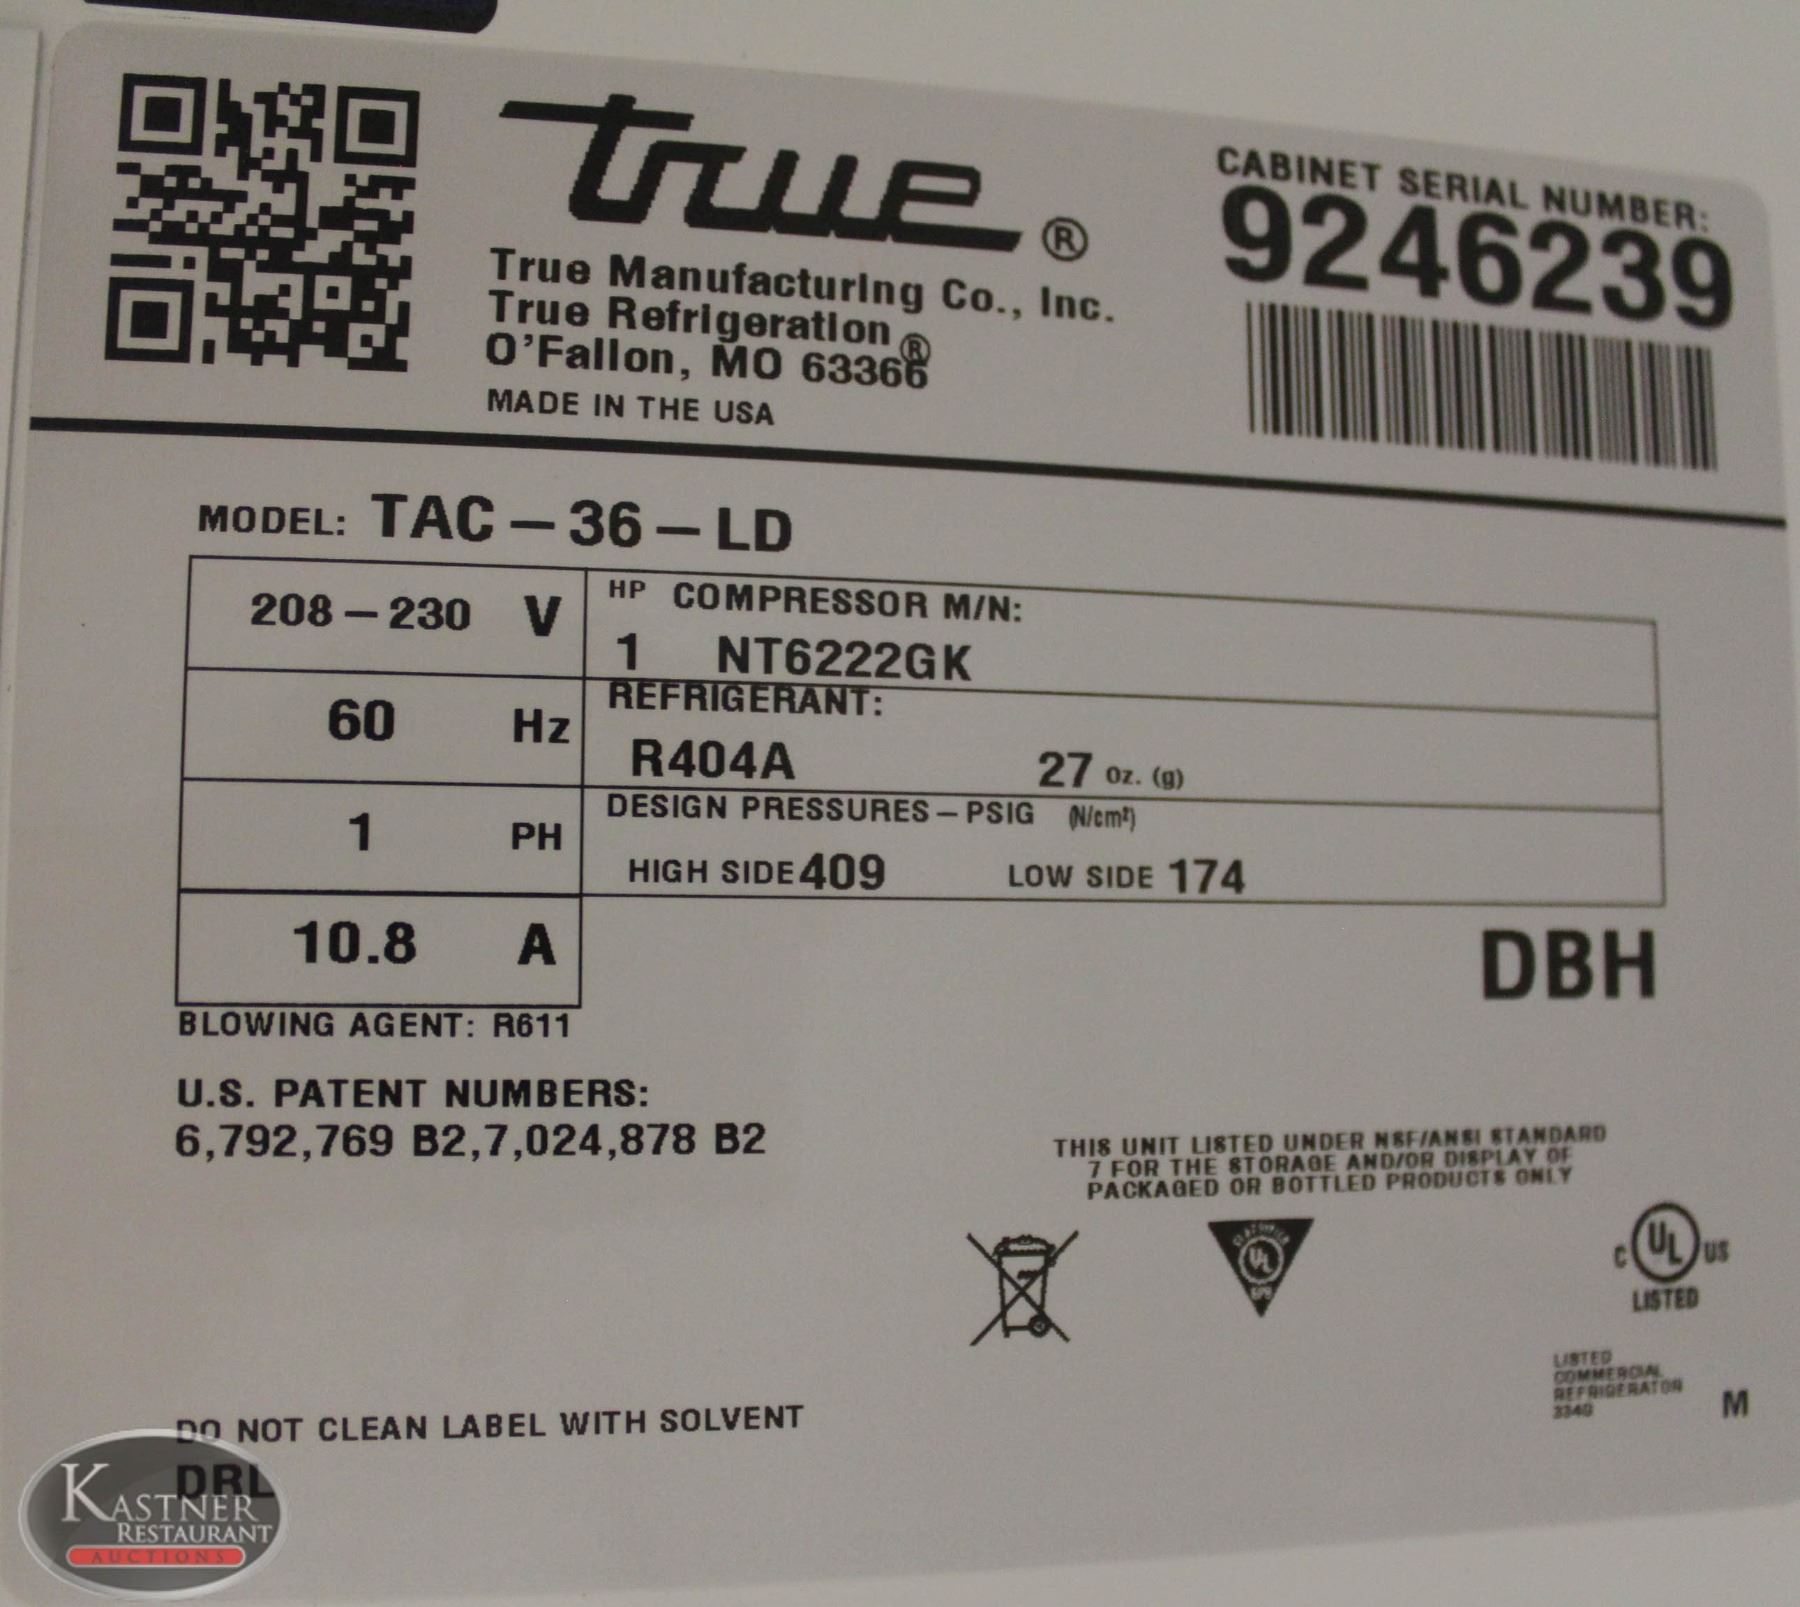 true®
True Manufacturing Co., Inc.
True Refrigeration®
O'Fallon, MO 63366
MADE IN THE USA
CABINET SERIAL NUMBER:
9246239
MODEL: TAC-36-LD
208-230 V
60 Hz
1 PH
10.8 A
HP COMPRESSOR M/N:
1 NT6222GK
REFRIGERANT:
R404A 27 oz. (g)
DESIGN PRESSURES-PSIG (N/cm²)
HIGH SIDE 409 LOW SIDE 174
DBH
BLOWING AGENT: R611
U.S. PATENT NUMBERS:
6,792,769 B2,7,024,878 B2
THIS UNIT LISTED UNDER NSF/ANSI STANDARD
7 FOR THE STORAGE AND/OR DISPLAY OF
PACKAGED OR BOTTLED PRODUCTS ONLY
CLASSIFIED
UL
EPH
C UL US
LISTED
LISTED
COMMERCIAL
REFRIGERATOR
3340
M
DO NOT CLEAN LABEL WITH SOLVENT
DRL
KASTNER
RESTAURANT
AUCTIONS